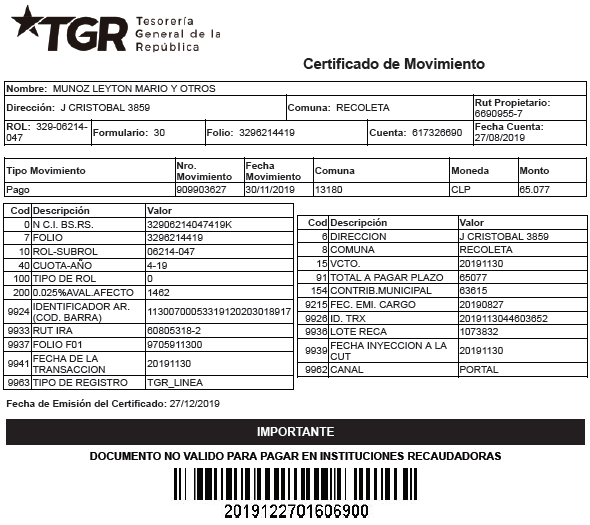 TGR Tesorería
General de la
República
Certificado de Movimiento
Nombre: MUNOZ LEYTON MARIO Y OTROS
Dirección: J CRISTOBAL 3859 Comuna: RECOLETA Rut Propietario:
6690955-7
ROL: 329-06214-
047 Formulario: 30 Folio: 3296214419 Cuenta: 617326690 Fecha Cuenta:
27/08/2019
Tipo Movimiento Nro.
Movimiento Fecha
Movimiento Comuna Moneda Monto
Pago 909903627 30/11/2019 13180 CLP 65.077
Cod Descripción Valor
0 N C.I. BS.RS. 32906214047419K
7 FOLIO 3296214419
10 ROL-SUBROL 06214-047
40 CUOTA-AÑO 4-19
100 TIPO DE ROL 0
200 0.025%AVAL.AFECTO 1462
9924 IDENTIFICADOR AR.
(COD. BARRA) 1130070005331912020301891​7
9933 RUT IRA 60805318-2
9937 FOLIO F01 9705911300
9941 FECHA DE LA
TRANSACCION 20191130
9963 TIPO DE REGISTRO TGR_LINEA
Cod Descripción Valor
6 DIRECCION J CRISTOBAL 3859
8 COMUNA RECOLETA
15 VCTO. 20191130
91 TOTAL A PAGAR PLAZO 65077
154 CONTRIB.MUNICIPAL 63615
9215 FEC. EMI. CARGO 20190827
9926 ID. TRX 2019113044603652
9936 LOTE RECA 1073832
9939 FECHA INYECCION A LA
CUT 20191130
9962 CANAL PORTAL
Fecha de Emisión del Certificado: 27/12/2019
IMPORTANTE
DOCUMENTO NO VALIDO PARA PAGAR EN INSTITUCIONES RECAUDADORAS
2019122701606900